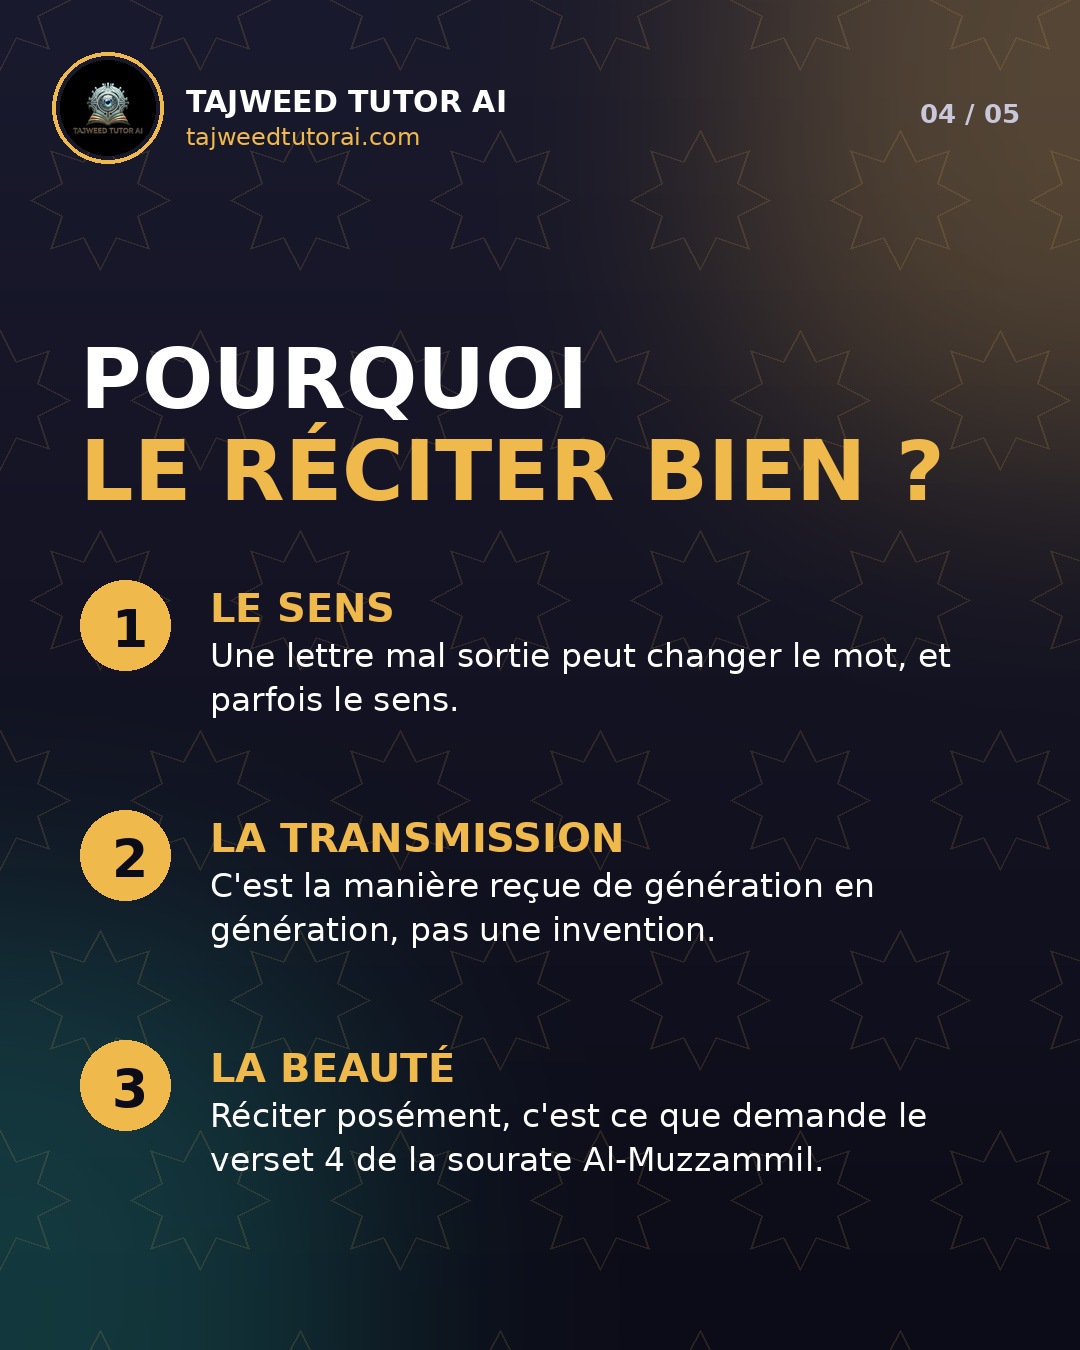 TAJWEED TUTOR AI
TAJWEED TUTOR AI
tajweedtutorai.com
04 / 05
POURQUOI
LE RÉCITER BIEN ?
1
LE SENS
Une lettre mal sortie peut changer le mot, et
parfois le sens.
2
LA TRANSMISSION
C'est la manière reçue de génération en
génération, pas une invention.
3
LA BEAUTÉ
Réciter posément, c'est ce que demande le
verset 4 de la sourate Al-Muzzammil.